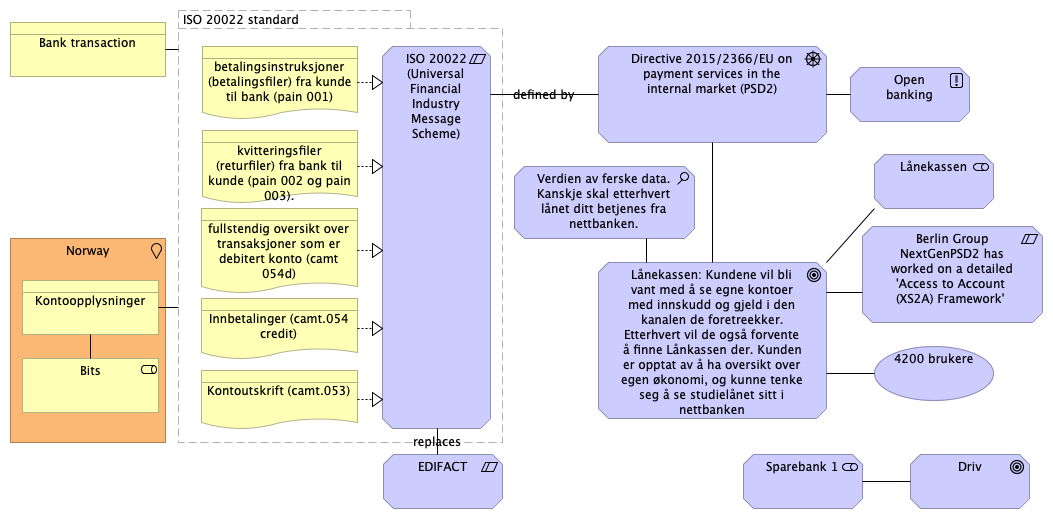 ISO 20022 standard
Bank transaction
betalingsinstruksjoner
(betalingsfiler) fra kunde
til bank (pain 001)
kvitteringsfiler
(returfiler) fra bank til
kunde (pain 002 og pain
003).
fullstendig oversikt over
transaksjoner som er
debitert konto (camt
054d)
Innbetalinger (camt.054
credit)
Kontoutskrift (camt.053)
ISO 20022
(Universal
Financial
Industry
Message
Scheme)
replaces
EDIFACT
Norway
Kontoopplysninger
Bits
defined by
Directive 2015/2366/EU on
payment services in the
internal market (PSD2)
Open
banking
Verdien av ferske data.
Kanskje skal etterhvert
lånet ditt betjenes fra
nettbanken.
Lånekassen
Berlin Group
NextGenPSD2 has
worked on a detailed
'Access to Account
(XS2A) Framework'
Lånekassen: Kundene vil bli
vant med å se egne kontoer
med innskudd og gjeld i den
kanalen de foretreekker.
Etterhvert vil de også forvente
å finne Lånkassen der. Kunden
er opptat av å ha oversikt over
egen økonomi, og kunne tenke
seg å se studielånet sitt i
nettbanken
4200 brukere
Sparebank 1
Driv